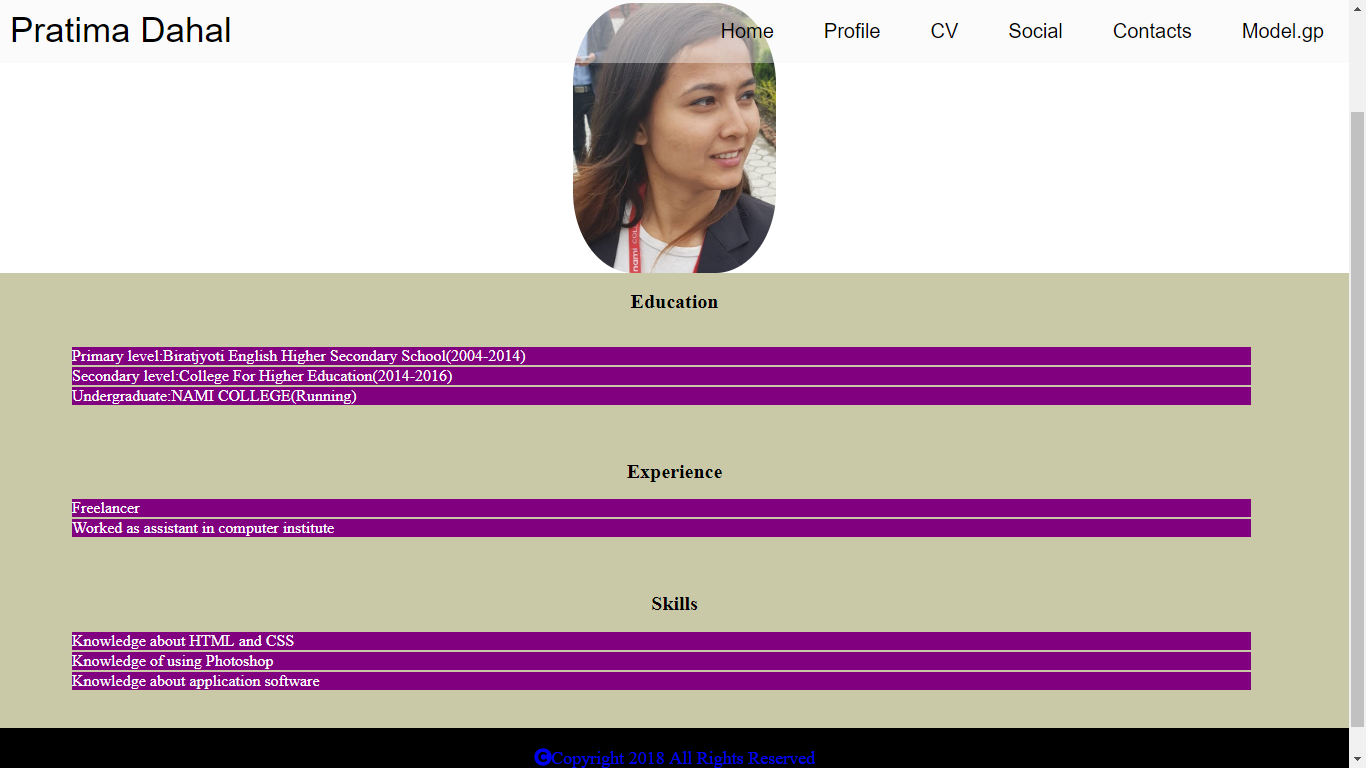 Pratima Dahal
Home Profile CV Social Contacts Model.gp
nami COL
Education
Primary level:Biratjyoti English Higher Secondary School(2004-2014)
Secondary level:College For Higher Education(2014-2016)
Undergraduate:NAMI COLLEGE(Running)
Experience
Freelancer
Worked as assistant in computer institute
Skills
Knowledge about HTML and CSS
Knowledge of using Photoshop
Knowledge about application software
©Copyright 2018 All Rights Reserved